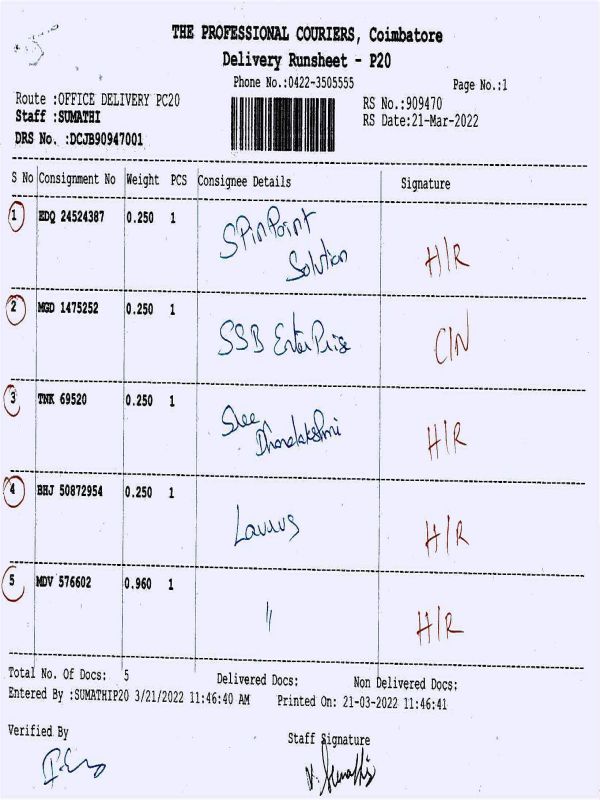 THE PROFESSIONAL COURIERS, Coimbatore
Delivery Runsheet - P20
Phone No.:0422-3505555
Page No.:1
Route :OFFICE DELIVERY PC20
RS No.:909470
Staff :SUMATHI
RS Date:21-Mar-2022
DRS No. :DCJB90947001
S No Consignment No Weight PCS Consignee Details Signature
1 EDQ 24524387 0.250 1 SPinPoint
Solution H/R
2 MGD 1475252 0.250 1 SSB EnterPrise C/N
3 TNK 69520 0.250 1 Sree
Dhanalakshmi H/R
4 BHJ 50872954 0.250 1 H/R
5 MDV 576602 0.960 1 " H/R
Total No. Of Docs: 5 Delivered Docs: Non Delivered Docs:
Entered By :SUMATHIP20 3/21/2022 11:46:40 AM Printed On: 21-03-2022 11:46:41
Verified By
Staff Signature